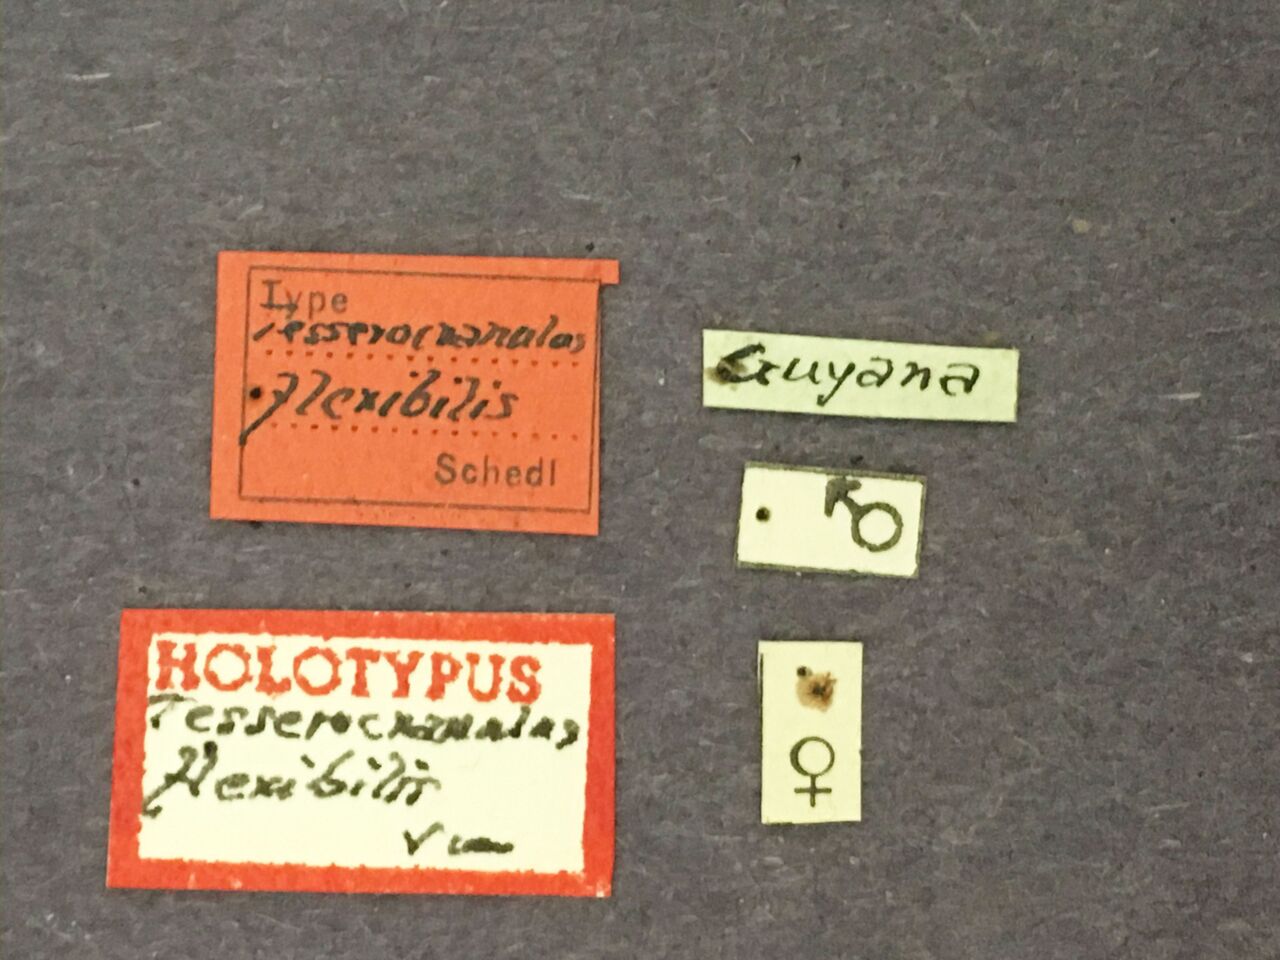 Type
Tesserocranulus
flexibilis
Schedl
HOLOTYPUS
Tesserocranulus
flexibilis
Guyana
♂
♀